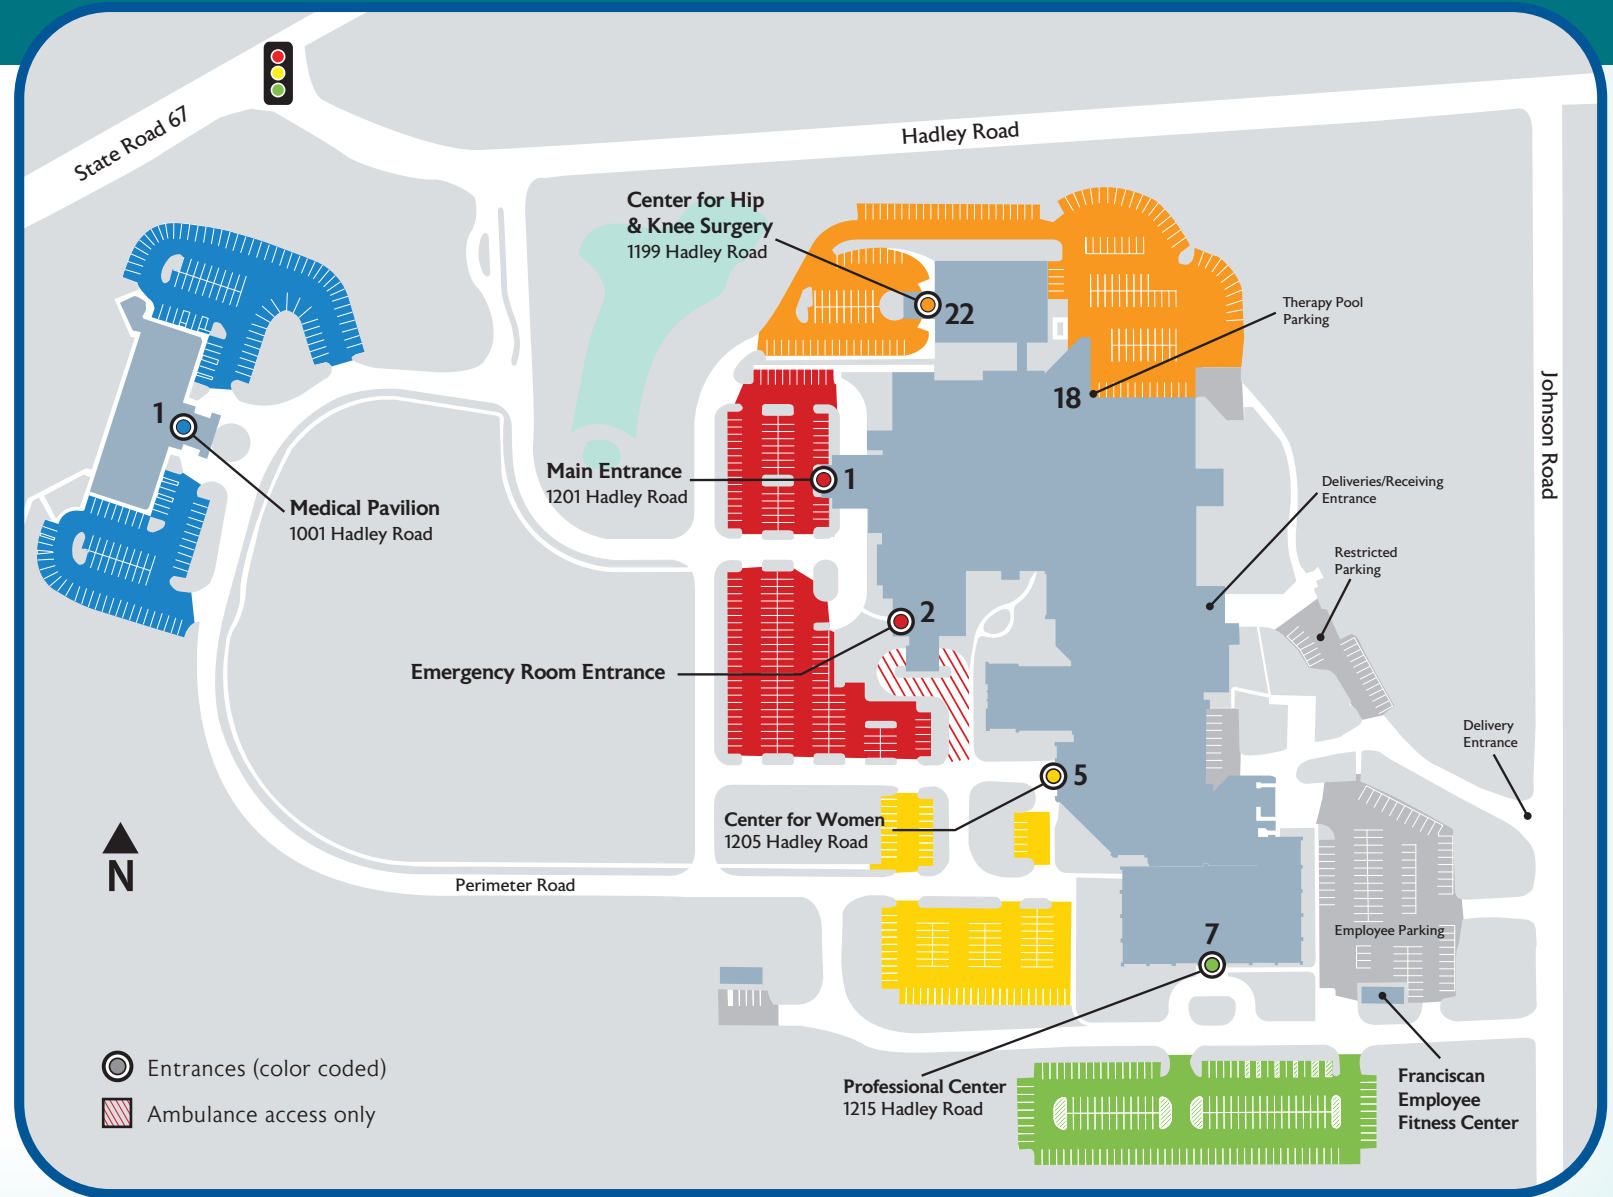 State Road 67
Hadley Road
Center for Hip
& Knee Surgery
1199 Hadley Road
22
Therapy Pool
Parking
18
Johnson Road
1
Medical Pavilion
1001 Hadley Road
Main Entrance
1201 Hadley Road
1
Deliveries/Receiving
Entrance
Restricted
Parking
2
Emergency Room Entrance
Delivery
Entrance
5
Center for Women
1205 Hadley Road
N
Perimeter Road
7
Employee Parking
Entrances (color coded)
Ambulance access only
Professional Center
1215 Hadley Road
Franciscan
Employee
Fitness Center